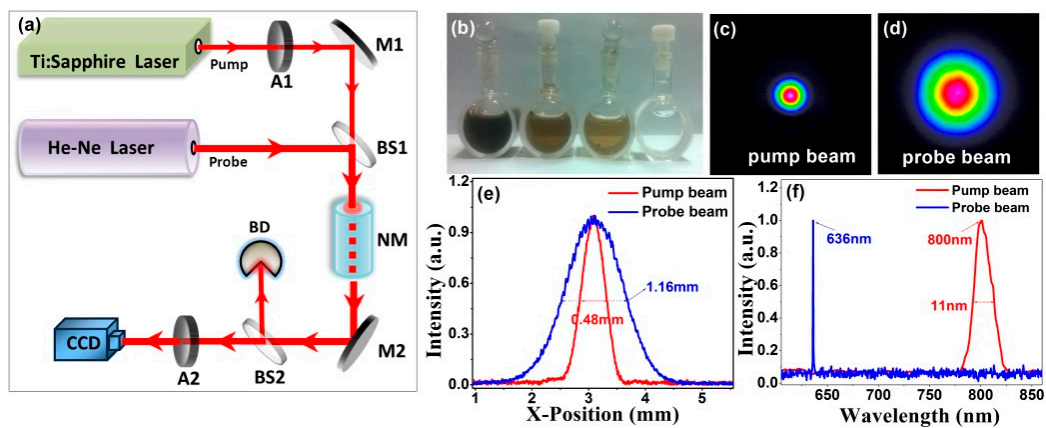 (a)
Ti:Sapphire Laser
Pump
A1
M1
He-Ne Laser
Probe
BS1
BD
NM
CCD
A2
BS2
M2
(b)
(c)
pump beam
(d)
probe beam
(e)
Pump beam
Probe beam
1.16mm
0.48mm
Intensity (a.u.)
1.2
0.9
0.6
0.3
0.0
1 2 3 4 5
X-Position (mm)
(f)
Pump beam
Probe beam
636nm
800nm
11nm
Intensity (a.u.)
1.2
1.0
0.8
0.6
0.4
0.2
0.0
650 700 750 800 850
Wavelength (nm)